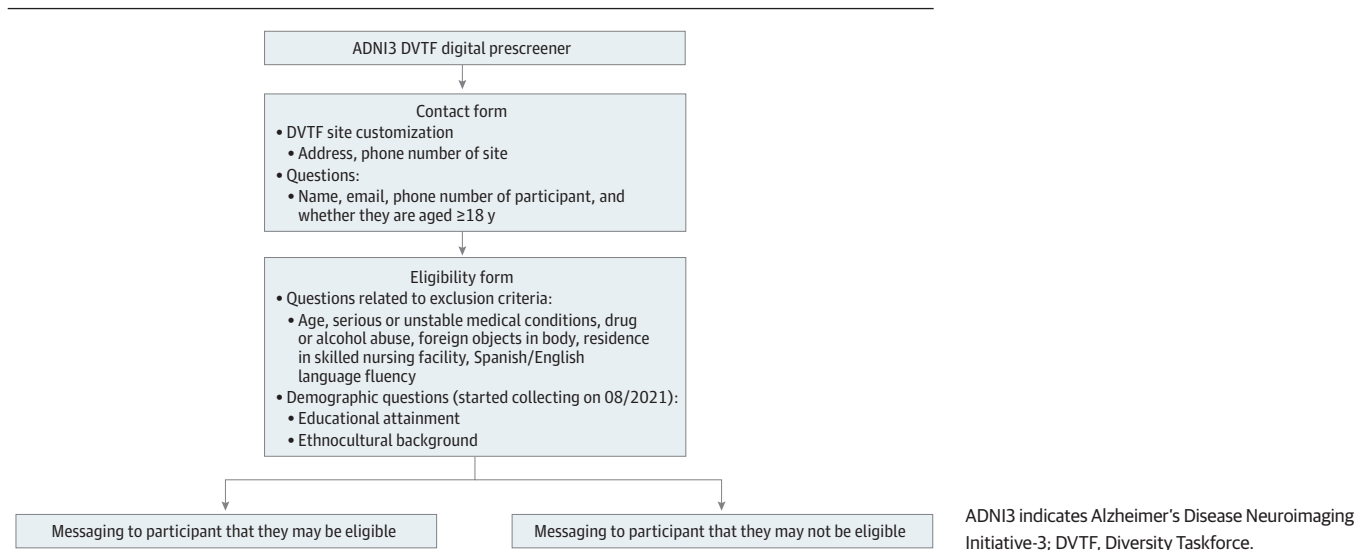 ADNI3 DVTF digital prescreener
Contact form
• DVTF site customization
• Address, phone number of site
• Questions:
• Name, email, phone number of participant, and
whether they are aged ≥18 y
Eligibility form
• Questions related to exclusion criteria:
• Age, serious or unstable medical conditions, drug
or alcohol abuse, foreign objects in body, residence
in skilled nursing facility, Spanish/English
language fluency
• Demographic questions (started collecting on 08/2021):
• Educational attainment
• Ethnocultural background
Messaging to participant that they may be eligible
Messaging to participant that they may not be eligible
ADNI3 indicates Alzheimer's Disease Neuroimaging
Initiative-3; DVTF, Diversity Taskforce.